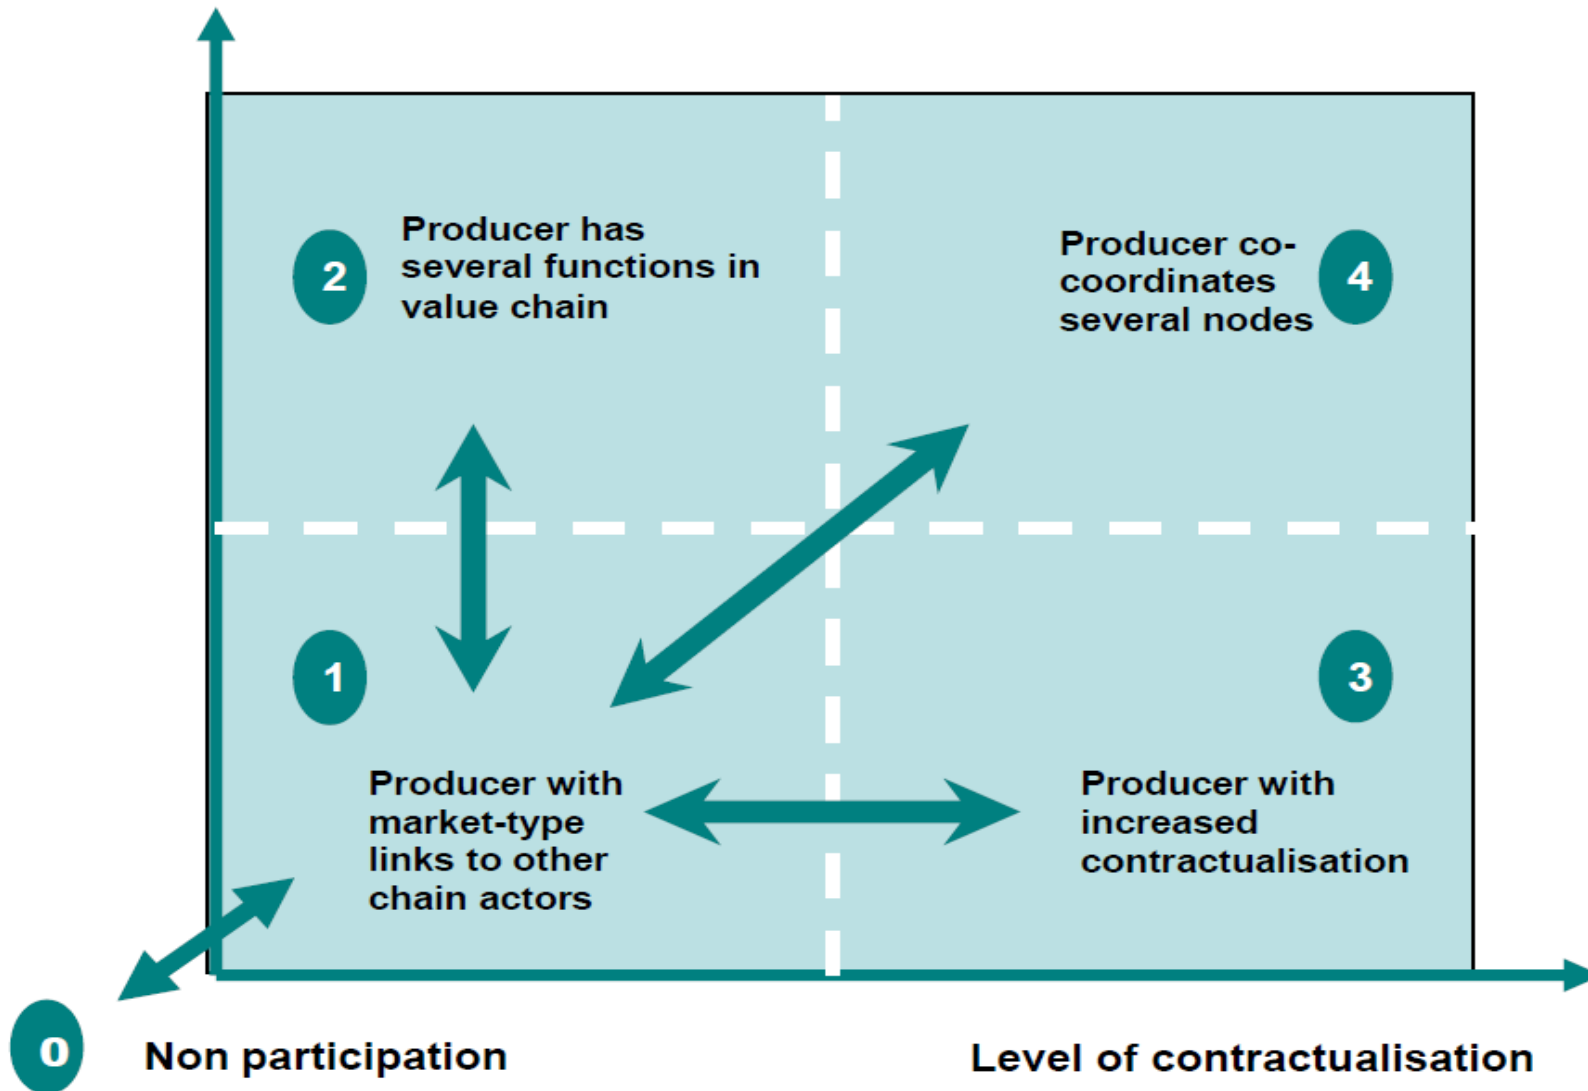 2
Producer has
several functions in
value chain
Producer co-
coordinates
several nodes
4
1
Producer with
market-type
links to other
chain actors
3
Producer with
increased
contractualisation
0
Non participation
Level of contractualisation